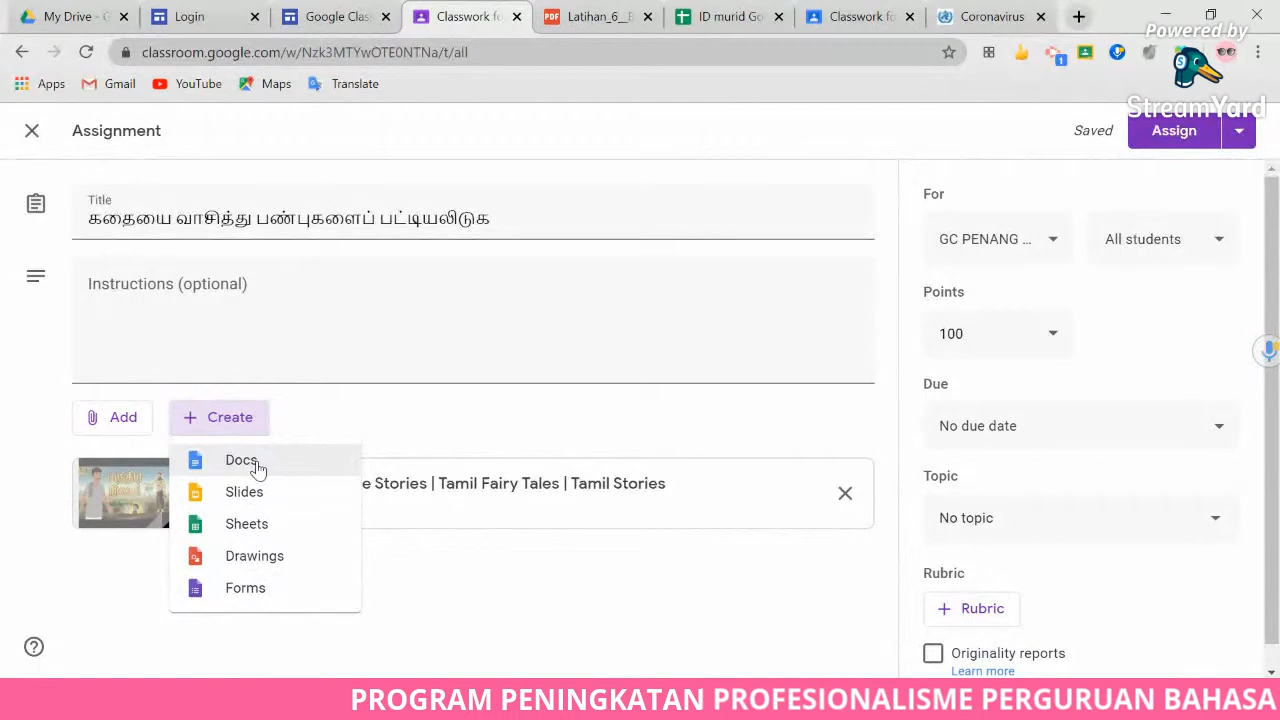 My Drive - G
Login
Google Clas
Classwork fo
Latihan_6__B
ID murid Go
Classwork fo
Coronavirus
classroom.google.com/w/Nzk3MTYwOTE0NTNa/t/all
Powered by
StreamYard
Apps
Gmail
YouTube
Maps
Translate
Assignment
Saved
Assign
Title
கதையை வாசித்து பண்புகளைப் பட்டியலிடுக
Instructions (optional)
Add
Create
Docs
Slides
Sheets
Drawings
Forms
e Stories | Tamil Fairy Tales | Tamil Stories
For
GC PENANG ...
All students
Points
100
Due
No due date
Topic
No topic
Rubric
Rubric
Originality reports
Learn more
PROGRAM PENINGKATAN PROFESIONALISME PERGURUAN BAHASA